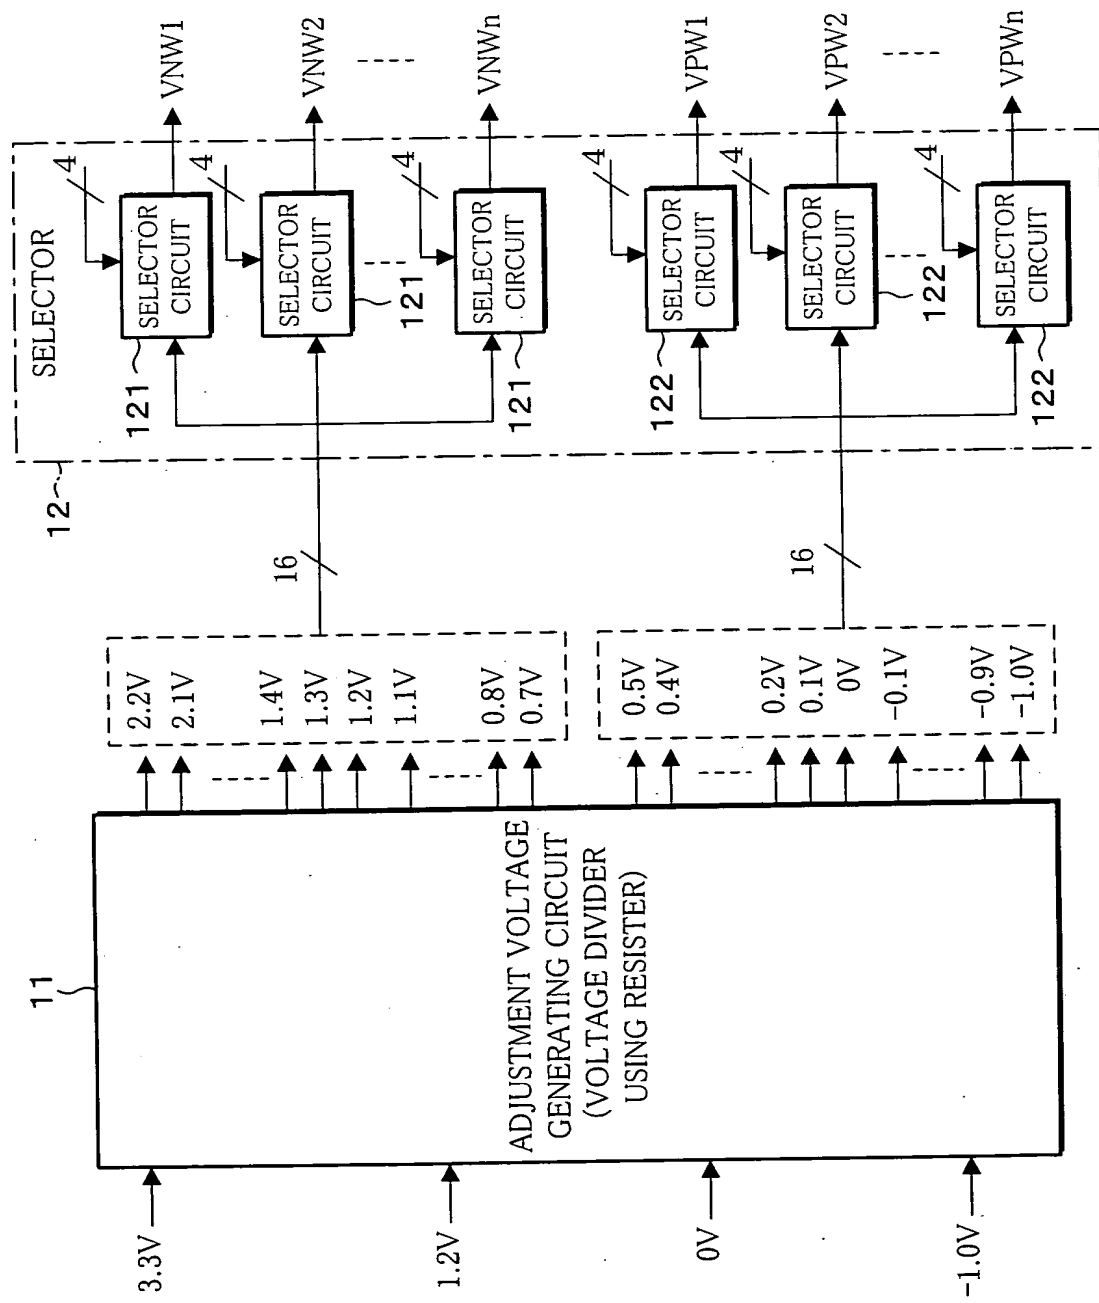 3.3V
1.2V
0V
-1.0V
11
ADJUSTMENT VOLTAGE
GENERATING CIRCUIT
(VOLTAGE DIVIDER
USING RESISTER)
2.2V
2.1V
1.4V
1.3V
1.2V
1.1V
0.8V
0.7V
0.5V
0.4V
0.2V
0.1V
0V
-0.1V
-0.9V
-1.0V
16
16
12
SELECTOR
121
SELECTOR
CIRCUIT
4
VNW1
SELECTOR
CIRCUIT
121
4
VNW2
121
SELECTOR
CIRCUIT
4
VNWn
122
SELECTOR
CIRCUIT
4
VPW1
SELECTOR
CIRCUIT
122
4
VPW2
122
SELECTOR
CIRCUIT
4
VPWn